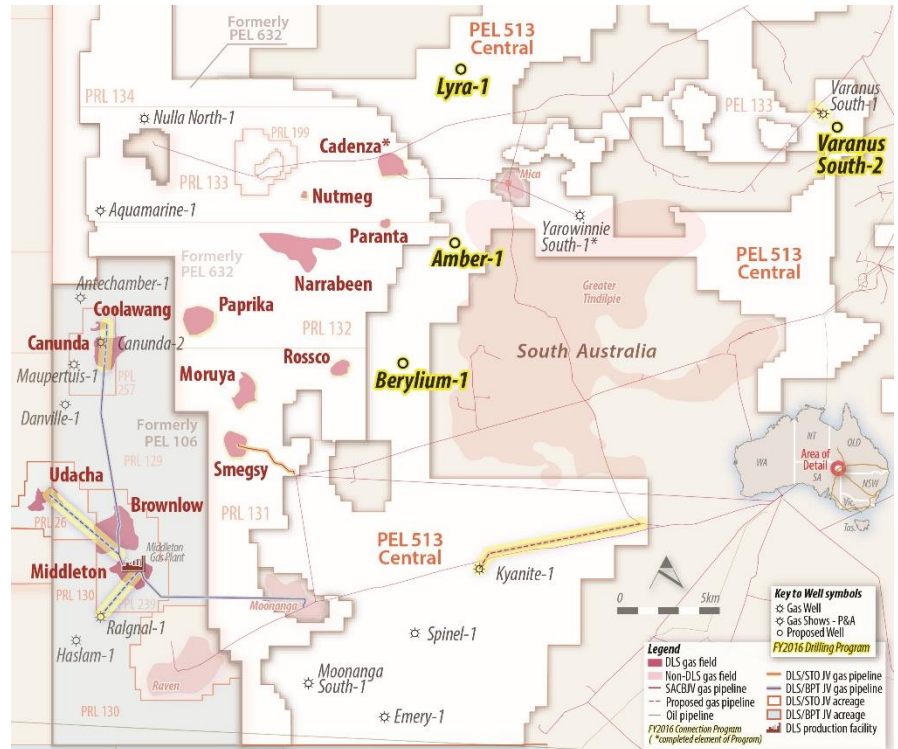 Formerly
PEL 632
PEL 513
Central
Lyra-1
PRL 134
Nulla North-1
PRL 199
Cadenza*
PRL 133
Nutmeg
Aquamarine-1
Paranta
Formerly
PEL 632
Narrabeen
Mica
Yarowinnie
South-1*
PEL 133
Varanus
South-1
Varanus
South-2
Amber-1
PEL 513
Central
Greater
Tindilpie
Antechamber-1
Coolawang
Paprika
PRL 132
Canunda
Canunda-2
Maupertuis-1
PPL
257
Rossco
Moruya
Berylium-1
South Australia
Danville-1
Formerly
PEL 106
PRL 129
Smegsy
Udacha
Brownlow
PRL 26
PRL 131
Middleton
Gas Plant
Middleton
PRL 130
PPL 239
Ralgnal-1
Haslam-1
Raven
PRL 130
Moonanga
PEL 513
Central
Kyanite-1
Spinel-1
Moonanga
South-1
Emery-1
Area of
Detail
WA
NT
SA
QLD
NSW
Vic
Tas.
0 5km
Key to Well symbols
Gas Well
Gas Shows - P&A
Proposed Well
FY2016 Drilling Program
Legend
DLS gas field
Non-DLS gas field
SACBJV gas pipeline
Proposed gas pipeline
Oil pipeline
FY2016 Connection Program
( *completed element of Program)
DLS/STO JV gas pipeline
DLS/BPT JV gas pipeline
DLS/STO JV acreage
DLS/BPT JV acreage
DLS production facility